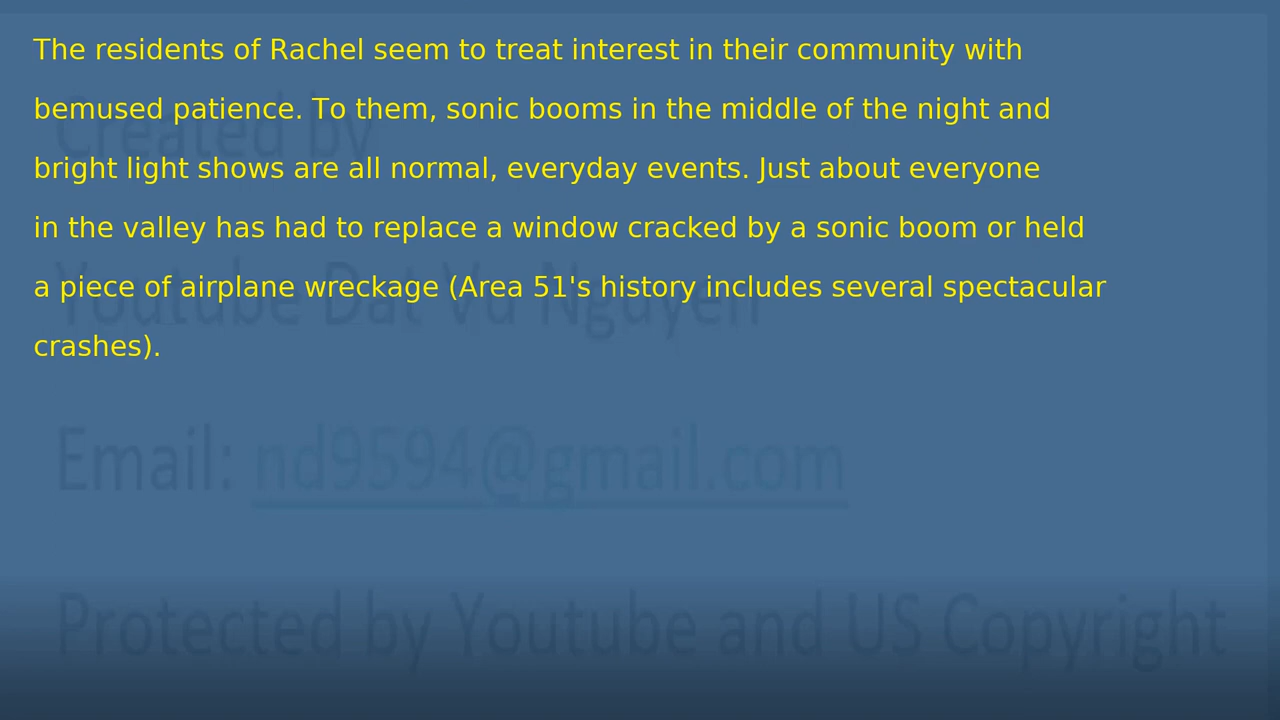 The residents of Rachel seem to treat interest in their community with
bemused patience. To them, sonic booms in the middle of the night and
bright light shows are all normal, everyday events. Just about everyone
in the valley has had to replace a window cracked by a sonic boom or held
a piece of airplane wreckage (Area 51's history includes several spectacular
crashes).
Created by
Youtube Dat Vu Nguyen
Email: nd9594@gmail.com
Protected by Youtube and US Copyright